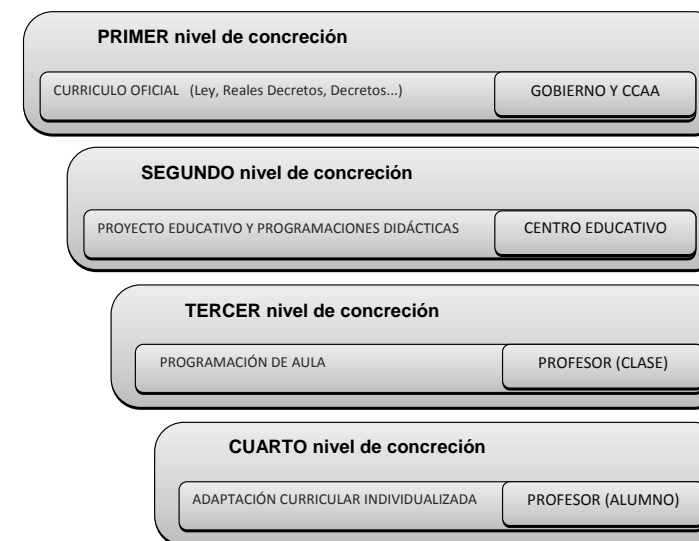 PRIMER nivel de concreción
CURRICULO OFICIAL (Ley, Reales Decretos, Decretos...)
GOBIERNO Y CCAA
SEGUNDO nivel de concreción
PROYECTO EDUCATIVO Y PROGRAMACIONES DIDÁCTICAS
CENTRO EDUCATIVO
TERCER nivel de concreción
PROGRAMACIÓN DE AULA
PROFESOR (CLASE)
CUARTO nivel de concreción
ADAPTACIÓN CURRICULAR INDIVIDUALIZADA
PROFESOR (ALUMNO)